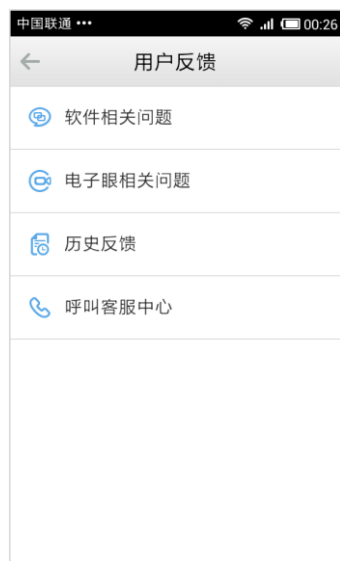 中国联通 ••• 00:26
用户反馈
软件相关问题
电子眼相关问题
历史反馈
呼叫客服中心